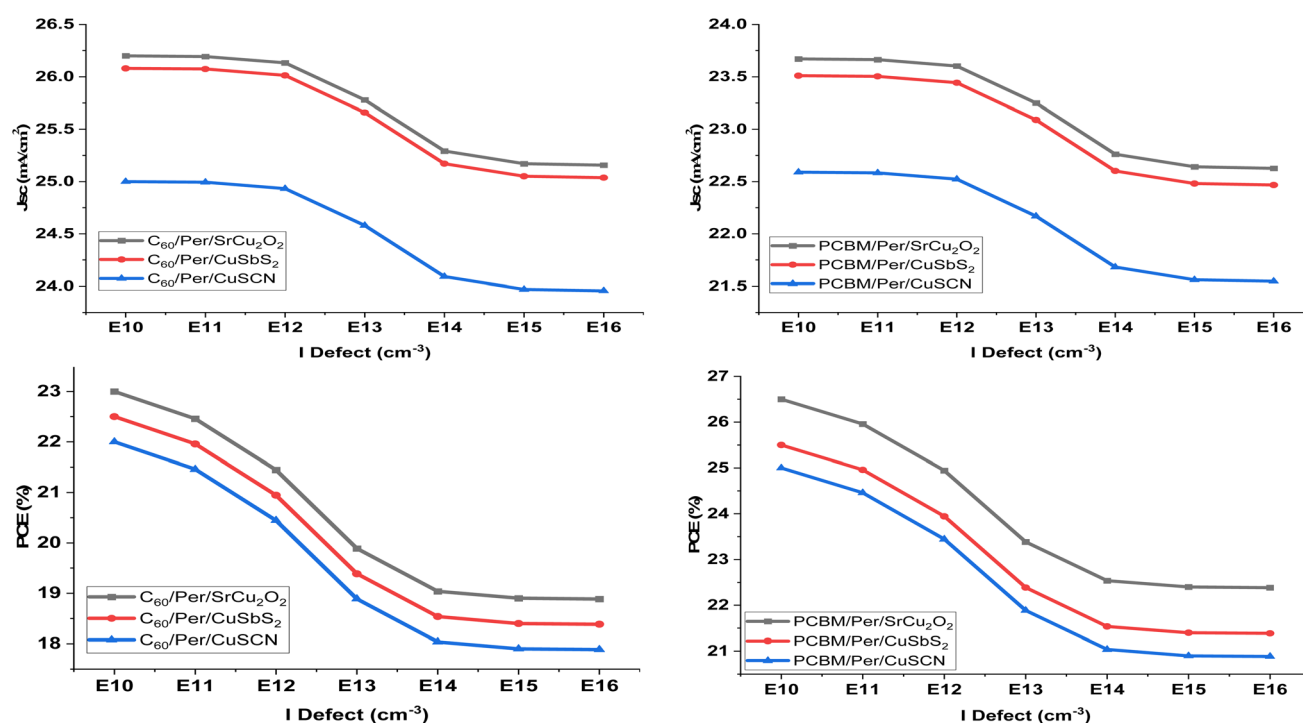 26.5
26.0
25.5
25.0
24.5
24.0
Jsc (mA/cm²)
C₆₀/Per/SrCu₂O₂
C₆₀/Per/CuSbS₂
C₆₀/Per/CuSCN
E10 E11 E12 E13 E14 E15 E16
I Defect (cm⁻³)
24.0
23.5
23.0
22.5
22.0
21.5
Jsc (mA/cm²)
PCBM/Per/SrCu₂O₂
PCBM/Per/CuSbS₂
PCBM/Per/CuSCN
E10 E11 E12 E13 E14 E15 E16
I Defect (cm⁻³)
23
22
21
20
19
18
PCE (%)
C₆₀/Per/SrCu₂O₂
C₆₀/Per/CuSbS₂
C₆₀/Per/CuSCN
E10 E11 E12 E13 E14 E15 E16
I Defect (cm⁻³)
27
26
25
24
23
22
21
PCE (%)
PCBM/Per/SrCu₂O₂
PCBM/Per/CuSbS₂
PCBM/Per/CuSCN
E10 E11 E12 E13 E14 E15 E16
I Defect (cm⁻³)